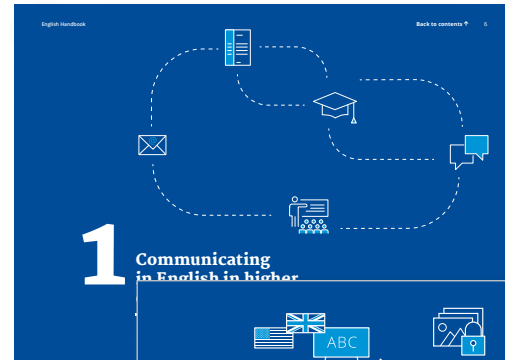 English Handbook
Back to contents ↑ 6
1
Communicating
in English in higher
ABC